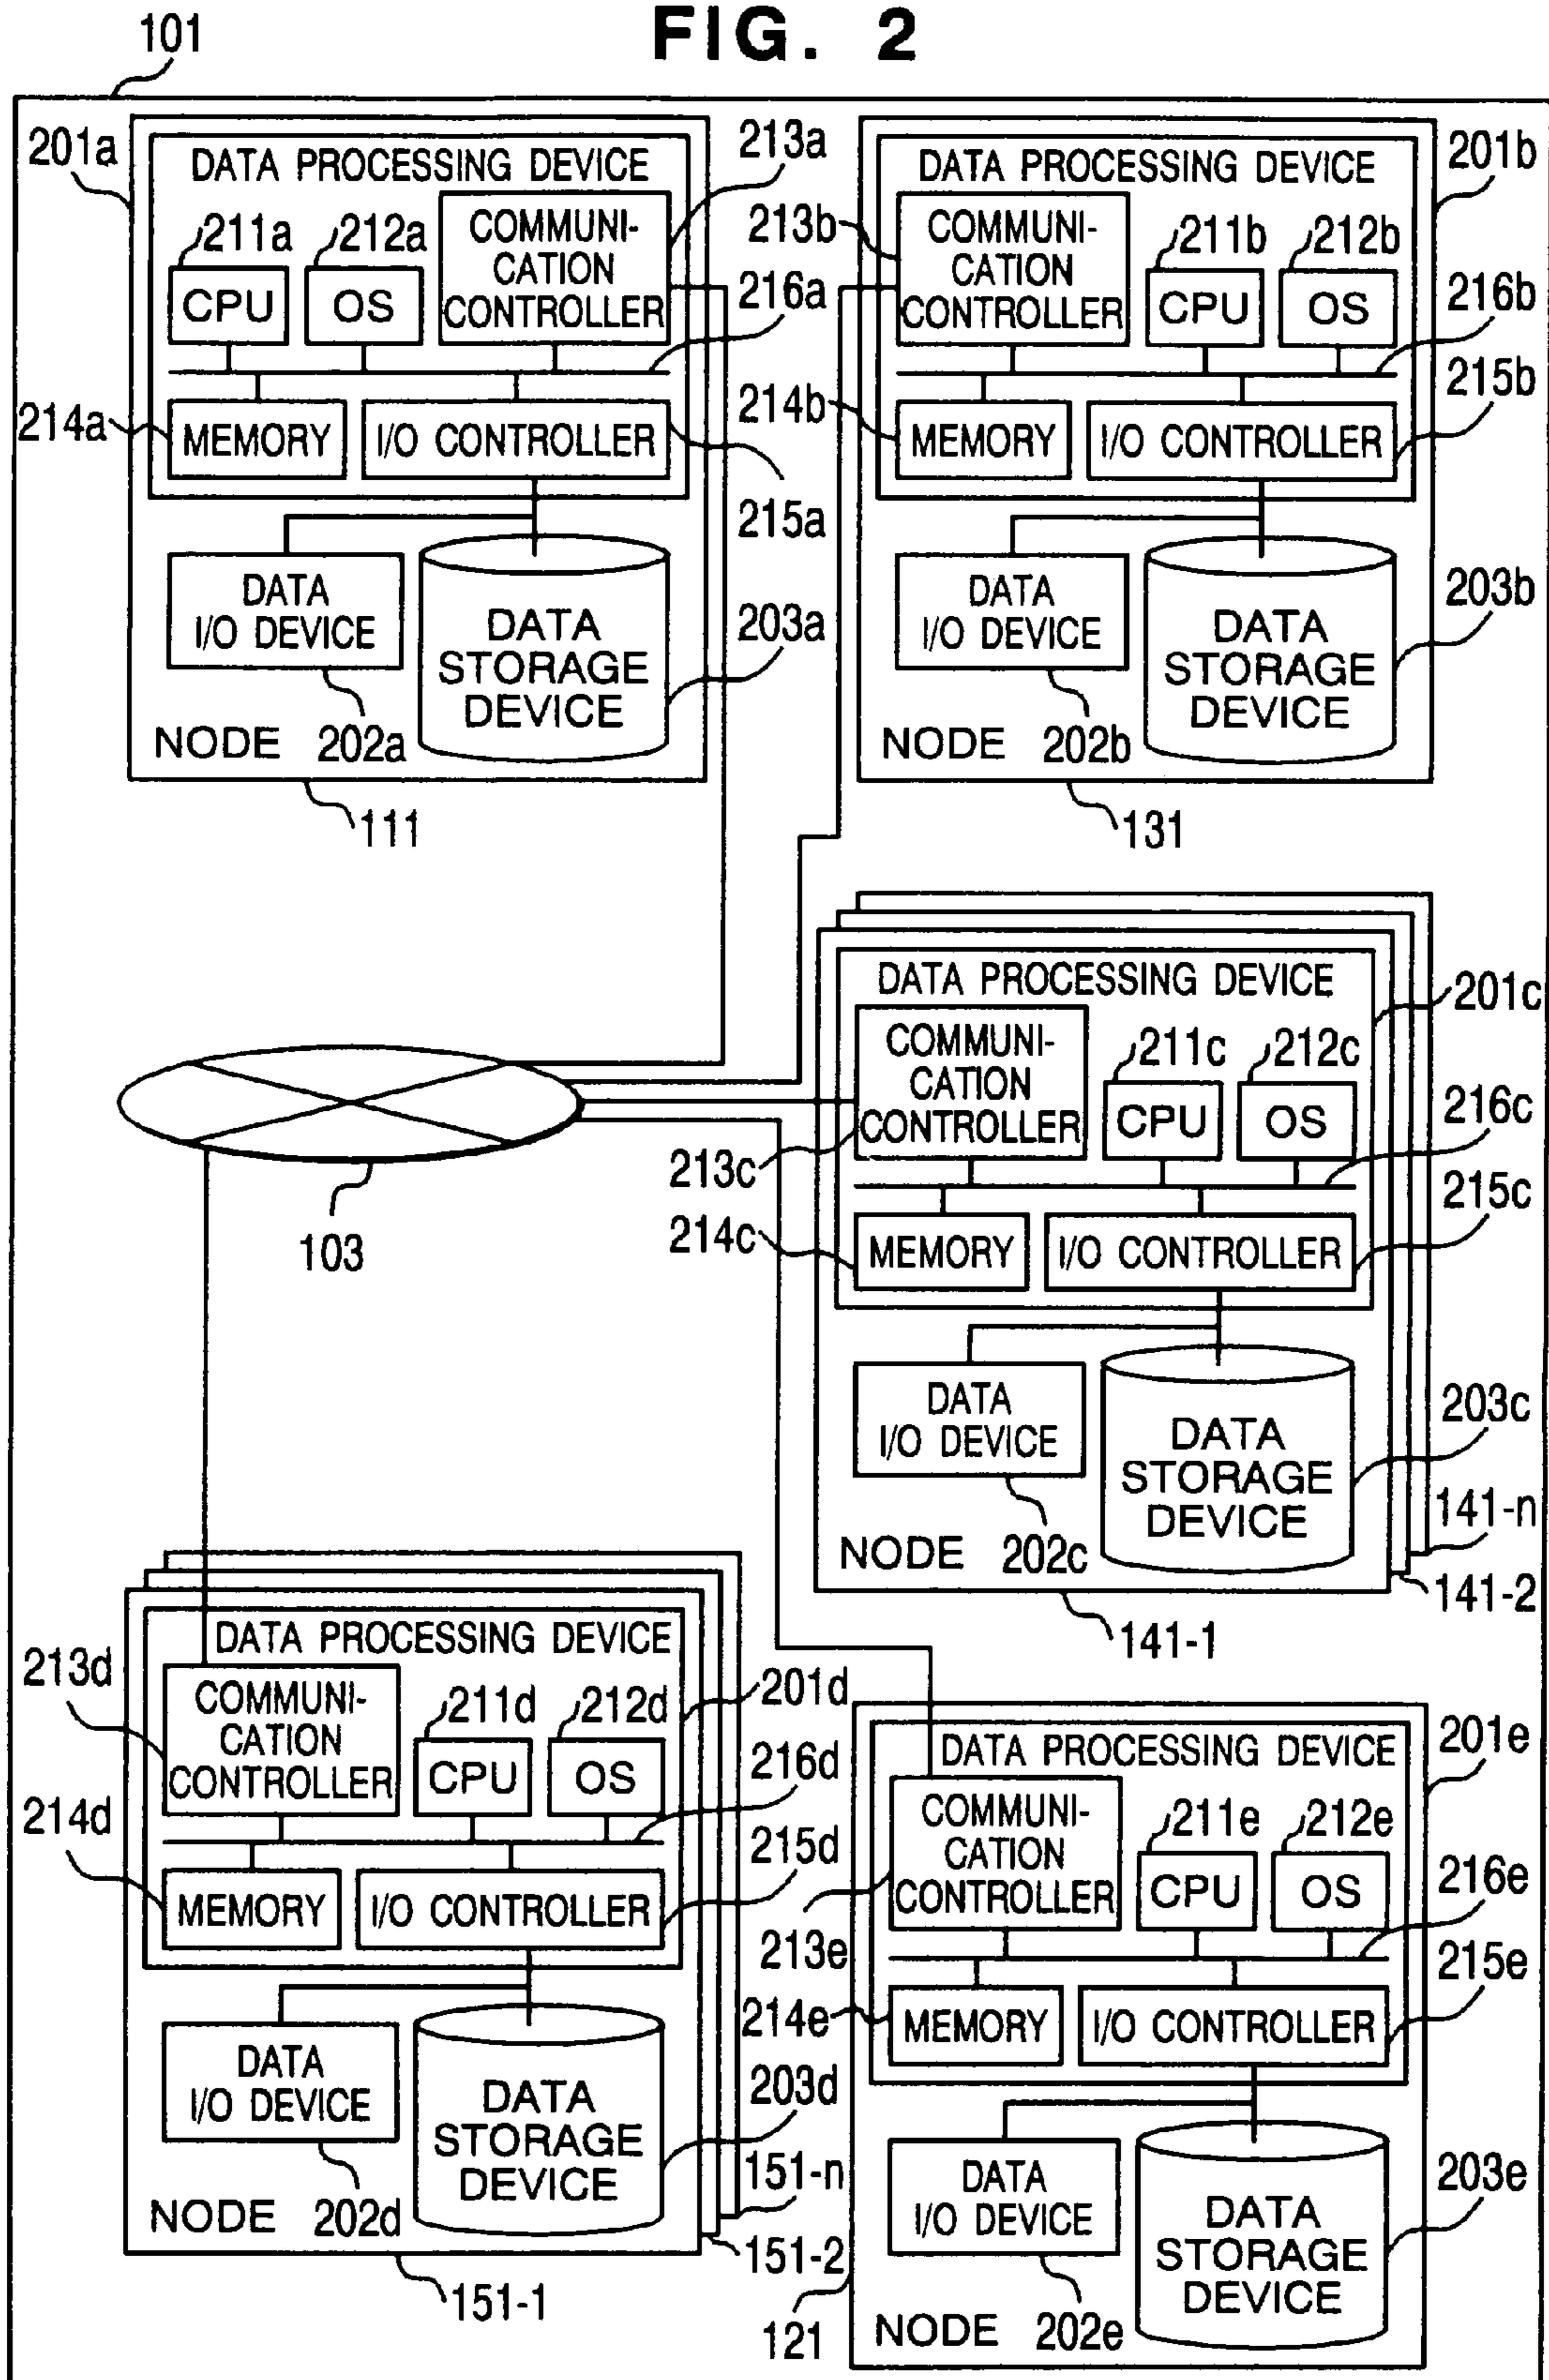 FIG. 2
101
201a
DATA PROCESSING DEVICE
213a
211a
212a
COMMUNI-
CATION
CONTROLLER
CPU
OS
216a
214a
MEMORY
I/O CONTROLLER
215a
DATA
I/O DEVICE
DATA
STORAGE
DEVICE
203a
NODE
202a
111
DATA PROCESSING DEVICE
201b
213b
COMMUNI-
CATION
CONTROLLER
211b
212b
CPU
OS
216b
215b
214b
MEMORY
I/O CONTROLLER
DATA
I/O DEVICE
DATA
STORAGE
DEVICE
203b
NODE
202b
131
103
DATA PROCESSING DEVICE
201c
COMMUNI-
CATION
CONTROLLER
211c
212c
CPU
OS
216c
213c
215c
214c
MEMORY
I/O CONTROLLER
DATA
I/O DEVICE
DATA
STORAGE
DEVICE
203c
NODE
202c
141-n
141-2
141-1
DATA PROCESSING DEVICE
213d
COMMUNI-
CATION
CONTROLLER
211d
212d
201d
CPU
OS
216d
214d
215d
MEMORY
I/O CONTROLLER
DATA
I/O DEVICE
DATA
STORAGE
DEVICE
203d
NODE
202d
151-n
151-2
151-1
DATA PROCESSING DEVICE
201e
COMMUNI-
CATION
CONTROLLER
211e
212e
CPU
OS
216e
213e
215e
214e
MEMORY
I/O CONTROLLER
DATA
I/O DEVICE
DATA
STORAGE
DEVICE
203e
121
NODE
202e